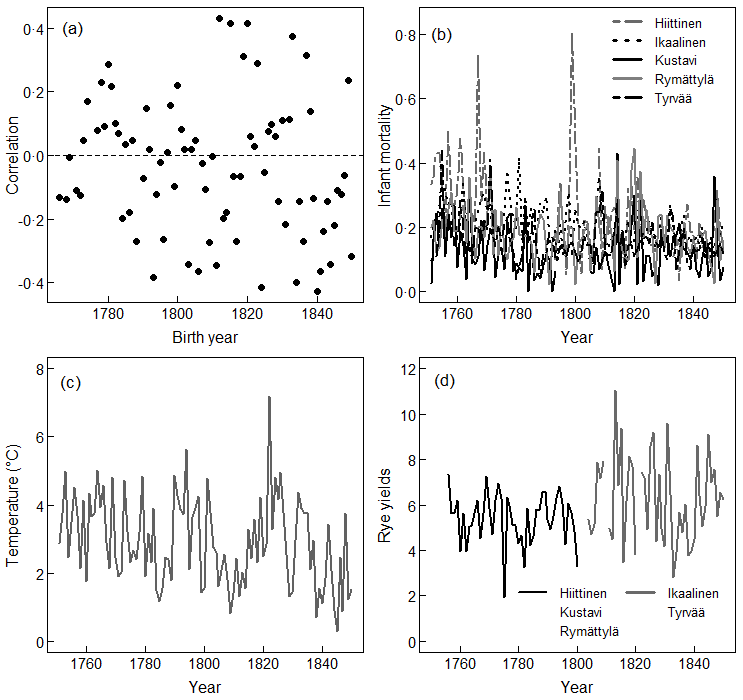 (a)
0·4
0·2
0·0
-0·2
-0·4
Correlation
1780
1800
1820
1840
Birth year
(b)
Hiittinen
Ikaalinen
Kustavi
Rymättylä
Tyrvää
0·8
0·6
0·4
0·2
0·0
Infant mortality
1760
1780
1800
1820
1840
Year
(c)
8
6
4
2
0
Temperature (°C)
1760
1780
1800
1820
1840
Year
(d)
12
10
8
6
4
2
0
Rye yields
Hiittinen
Kustavi
Rymättylä
Ikaalinen
Tyrvää
1760
1780
1800
1820
1840
Year